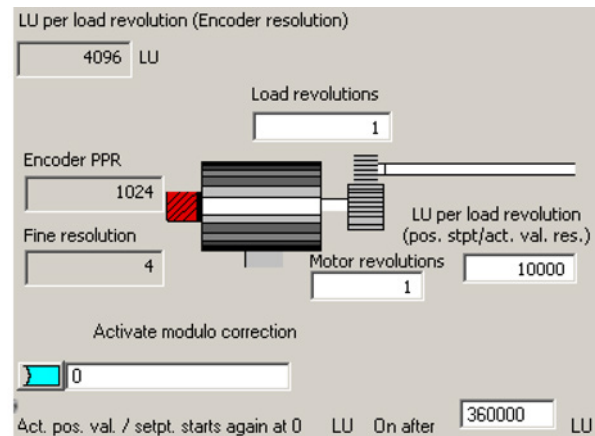 LU per load revolution (Encoder resolution)
4096 LU
Load revolutions
1
Encoder PPR
1024
Fine resolution
4
LU per load revolution
(pos. stpt/act. val. res.)
10000
Motor revolutions
1
Activate modulo correction
0
Act. pos. val. / setpt. starts again at 0 LU On after 360000 LU